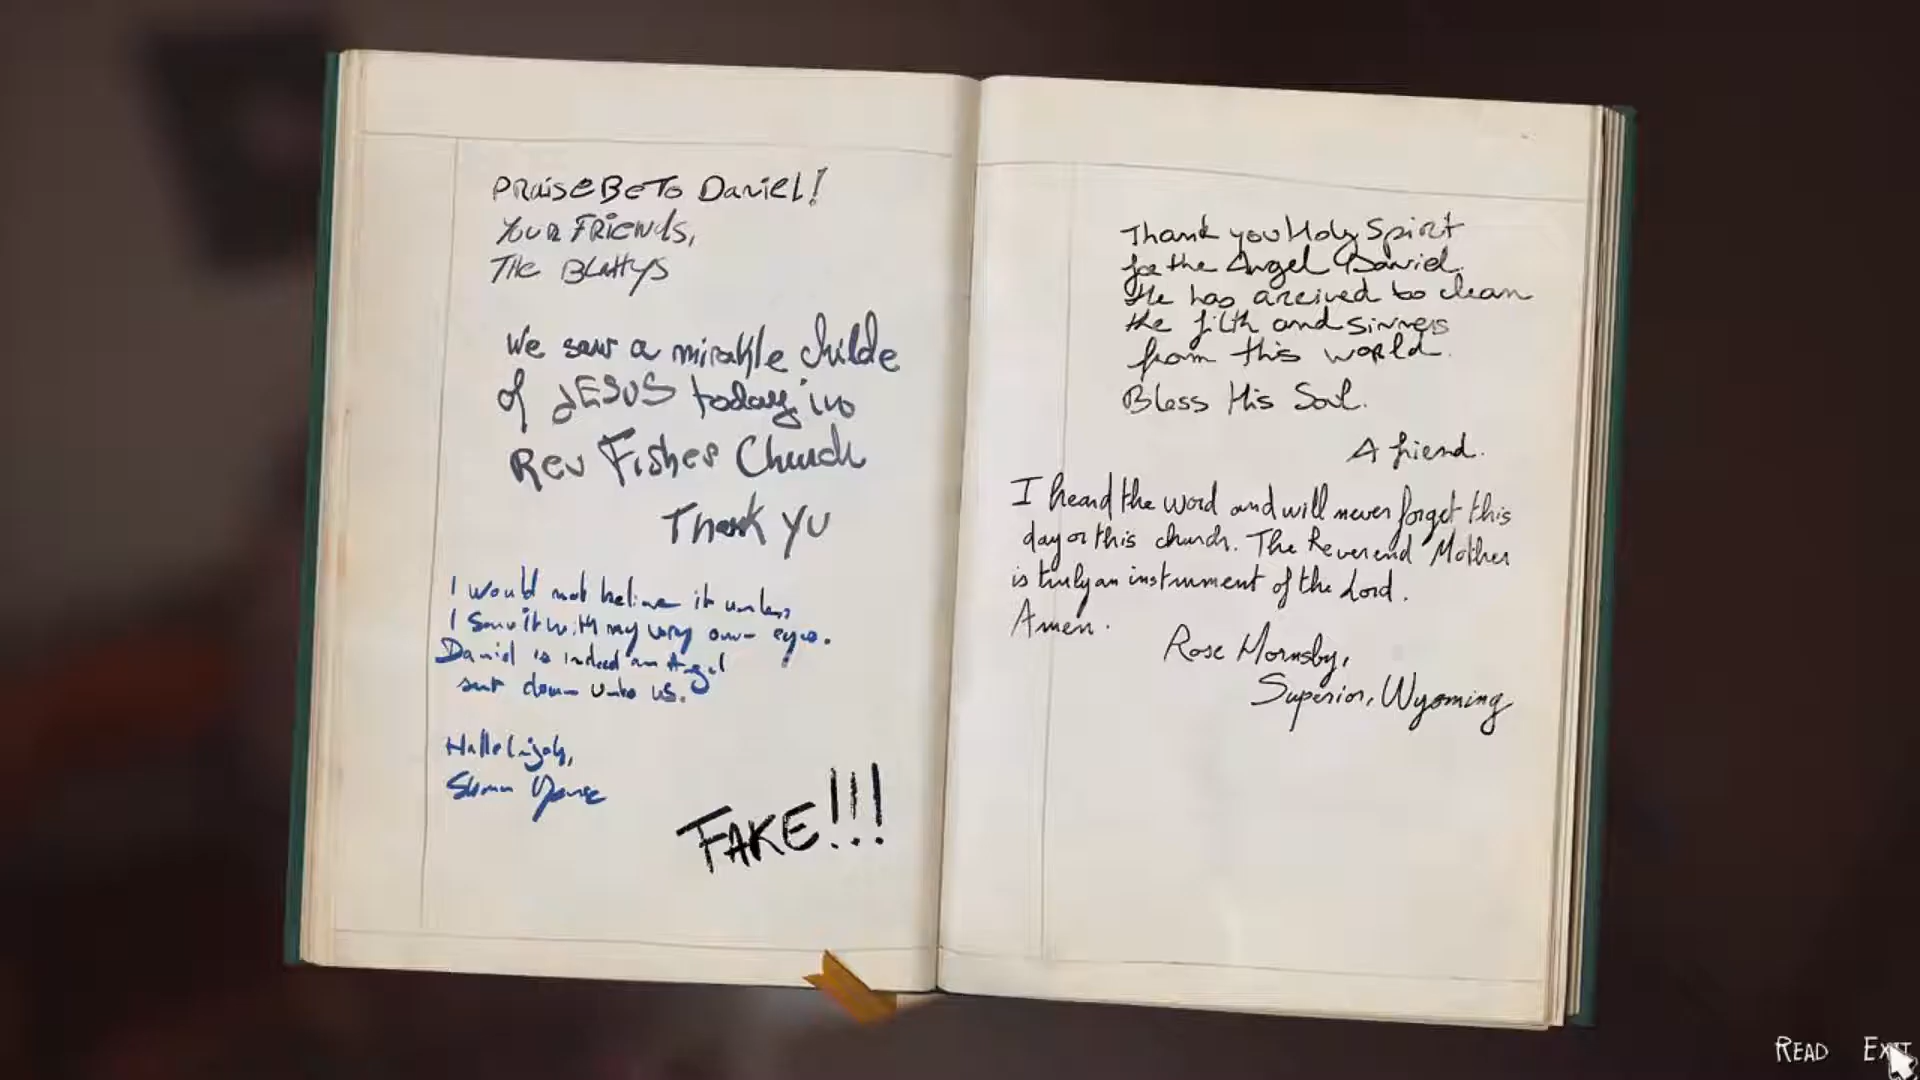 Praise Be To Daniel!
Your Friends,
The Blattys
We saw a mirakle childe
of JESUS today in
Rev Fisher Church
Thank YU
I would not believe it unless
I saw it with my very own eyes.
Daniel is indeed an Angel
sent down unto us.
Hallelujah,
FAKE!!!
Thank you Holy Spirit
for the Angel Daniel.
He has arrived to clean
the filth and sinners
from this world.
Bless His Soul.
A friend.
I heard the word and will never forget this
day or this church. The Reverend Mother
is truly an instrument of the Lord.
Amen.
Rose Hornsby,
Superior, Wyoming
READ EXIT